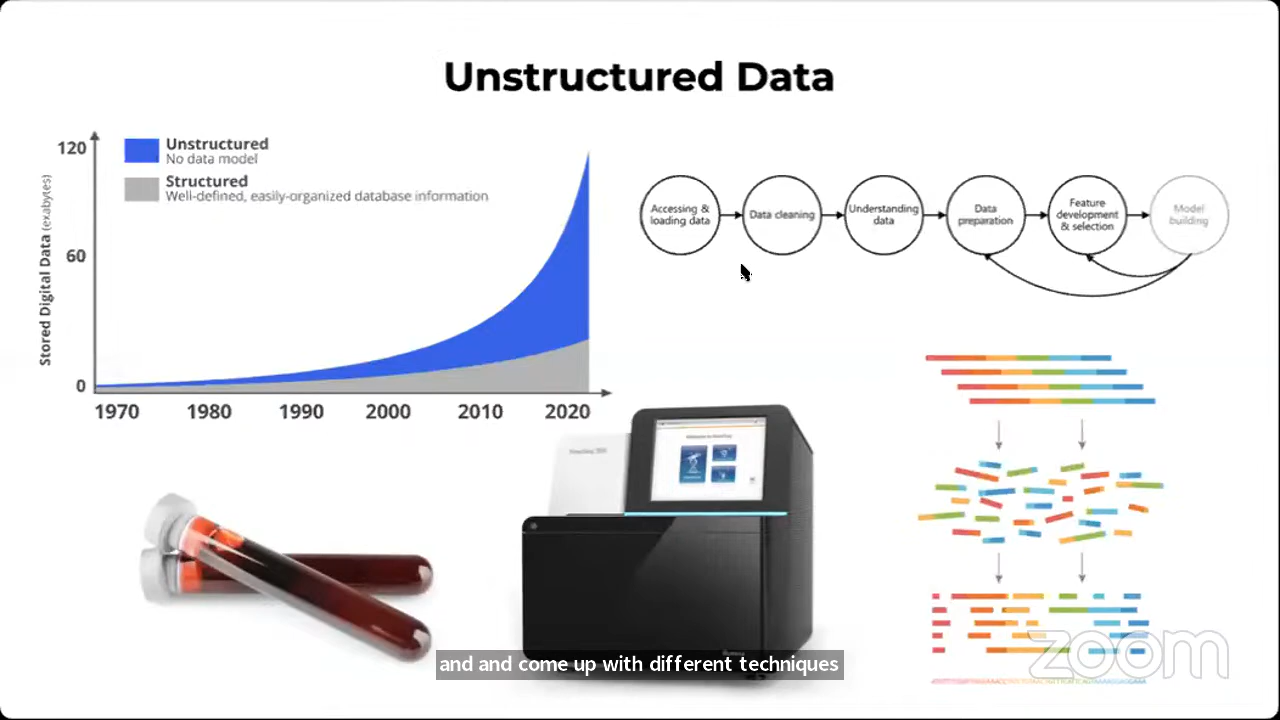 Unstructured Data
120
60
0
Stored Digital Data (exabytes)
Unstructured
No data model
Structured
Well-defined, easily-organized database information
1970 1980 1990 2000 2010 2020
Accessing &
loading data
Data cleaning
Understanding
data
Data
preparation
Feature
development
& selection
Model
building
and and come up with different techniques
zoom